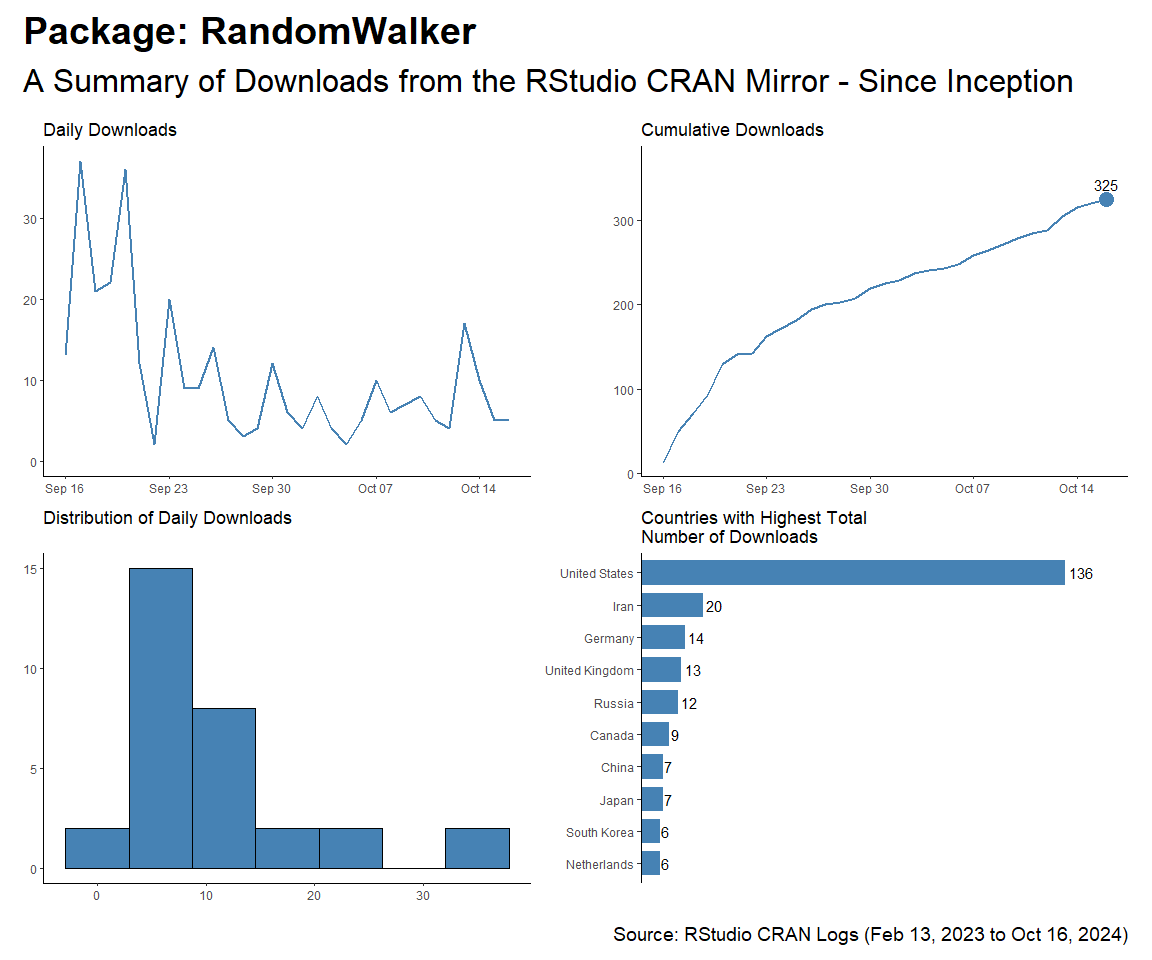 Package: RandomWalker
A Summary of Downloads from the RStudio CRAN Mirror - Since Inception
Daily Downloads
30
20
10
0
Sep 16 Sep 23 Sep 30 Oct 07 Oct 14
Cumulative Downloads
325
300
200
100
0
Sep 16 Sep 23 Sep 30 Oct 07 Oct 14
Distribution of Daily Downloads
15
10
5
0
0 10 20 30
Countries with Highest Total
Number of Downloads
United States 136
Iran 20
Germany 14
United Kingdom 13
Russia 12
Canada 9
China 7
Japan 7
South Korea 6
Netherlands 6
Source: RStudio CRAN Logs (Feb 13, 2023 to Oct 16, 2024)